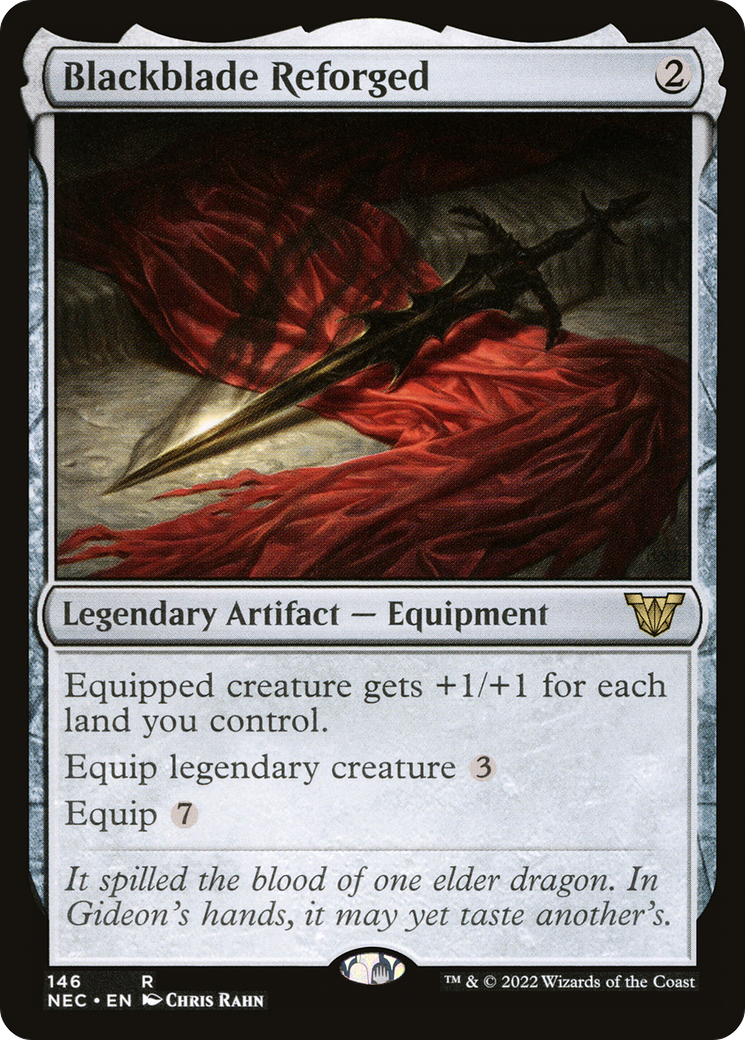 Blackblade Reforged 2
Legendary Artifact — Equipment
Equipped creature gets +1/+1 for each
land you control.
Equip legendary creature 3
Equip 7
It spilled the blood of one elder dragon. In
Gideon's hands, it may yet taste another's.
146 R
NEC • EN Chris Rahn
™ & © 2022 Wizards of the Coast